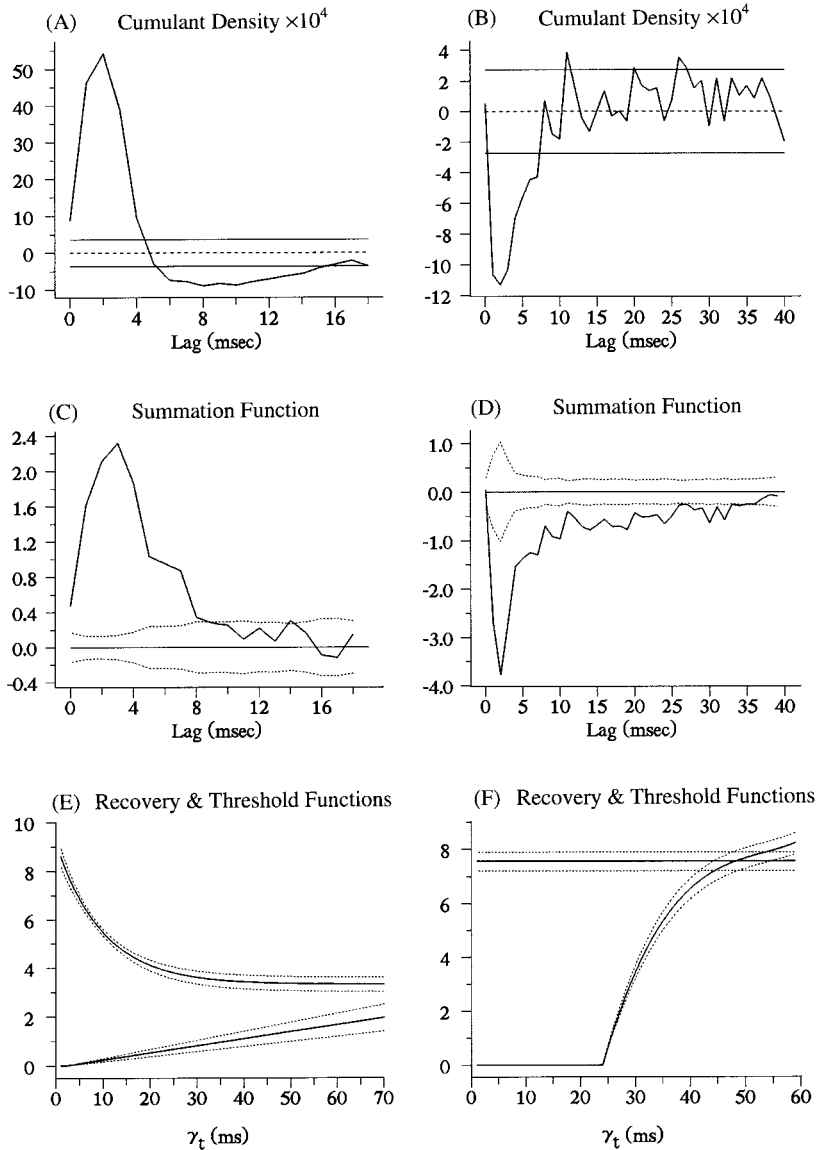 (A) Cumulant Density ×10⁴
50
40
30
20
10
0
-10
0 4 8 12 16
Lag (msec)
(B) Cumulant Density ×10⁴
4
2
0
-2
-4
-6
-8
-10
-12
0 5 10 15 20 25 30 35 40
Lag (msec)
(C) Summation Function
2.4
2.0
1.6
1.2
0.8
0.4
0.0
-0.4
0 4 8 12 16
Lag (msec)
(D) Summation Function
1.0
0.0
-1.0
-2.0
-3.0
-4.0
0 5 10 15 20 25 30 35 40
Lag (msec)
(E) Recovery & Threshold Functions
10
8
6
4
2
0
0 10 20 30 40 50 60 70
γt (ms)
(F) Recovery & Threshold Functions
8
6
4
2
0
0 10 20 30 40 50 60
γt (ms)